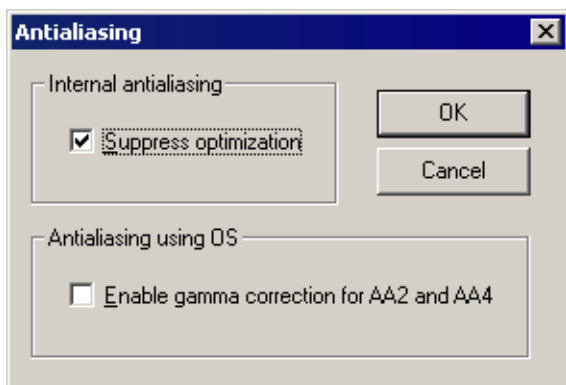 Antialiasing
Internal antialiasing
Suppress optimization
OK
Cancel
Antialiasing using OS
Enable gamma correction for AA2 and AA4